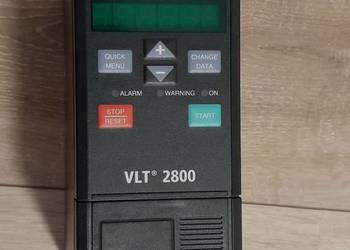 QUICK
MENU
+
CHANGE
DATA
−
ALARM
WARNING
ON
STOP
RESET
START
VLT® 2800